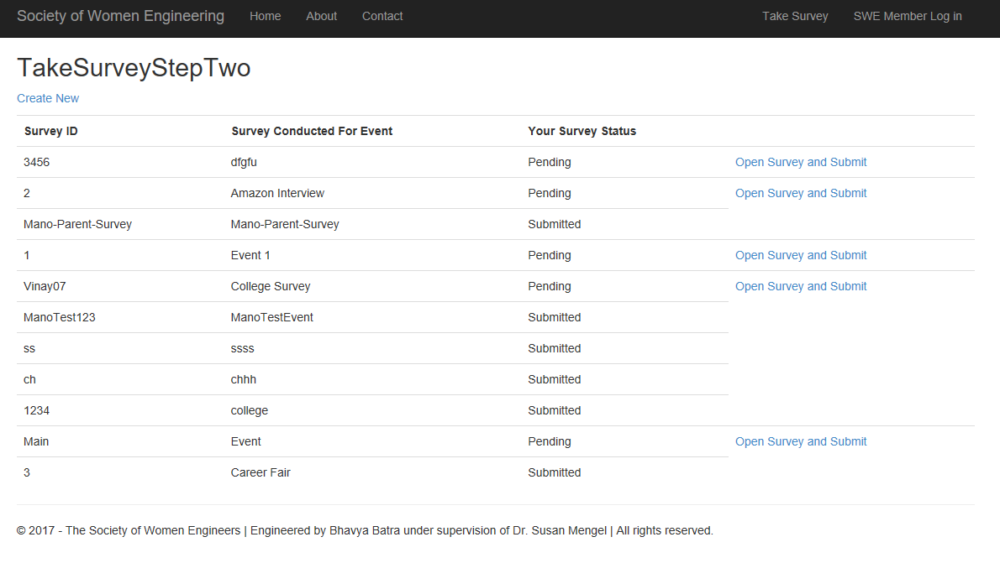 Society of Women Engineering Home About Contact Take Survey SWE Member Log in
TakeSurveyStepTwo
Create New
Survey ID Survey Conducted For Event Your Survey Status
3456 dfgfu Pending Open Survey and Submit
2 Amazon Interview Pending Open Survey and Submit
Mano-Parent-Survey Mano-Parent-Survey Submitted
1 Event 1 Pending Open Survey and Submit
Vinay07 College Survey Pending Open Survey and Submit
ManoTest123 ManoTestEvent Submitted
ss ssss Submitted
ch chhh Submitted
1234 college Submitted
Main Event Pending Open Survey and Submit
3 Career Fair Submitted
© 2017 - The Society of Women Engineers | Engineered by Bhavya Batra under supervision of Dr. Susan Mengel | All rights reserved.